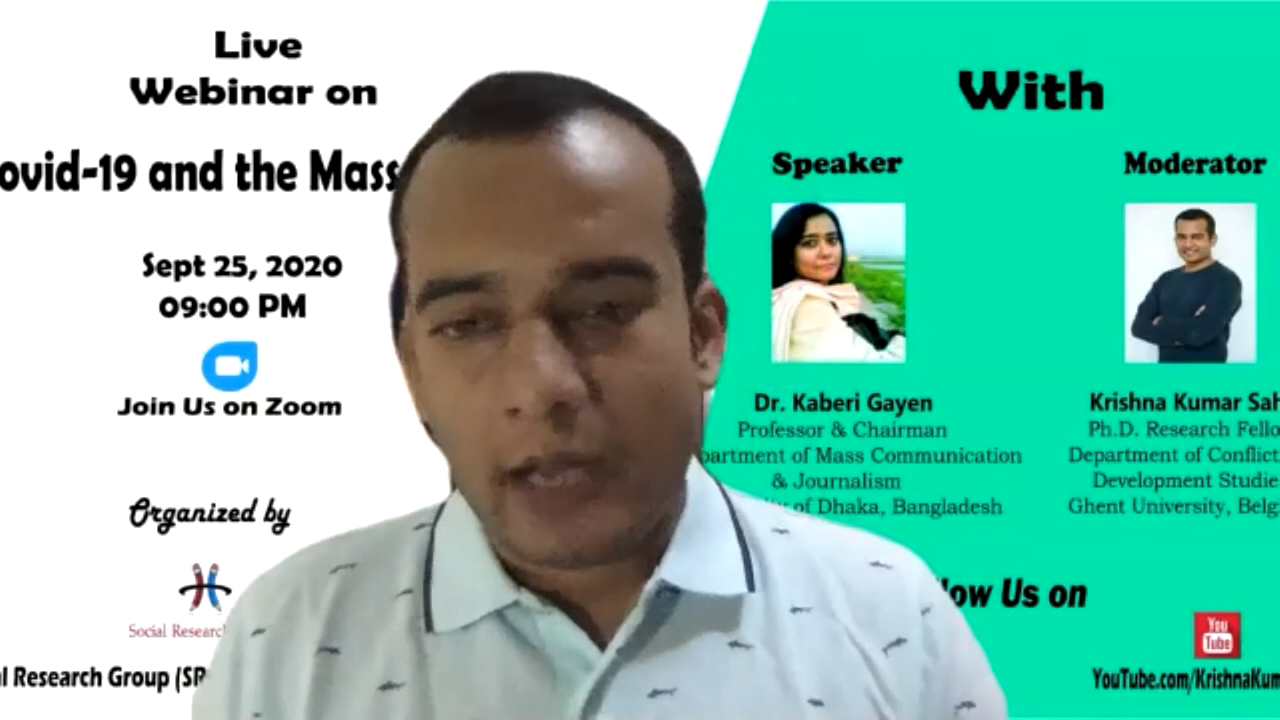 Live
Webinar on
ovid-19 and the Mass
Sept 25, 2020
09:00 PM
Join Us on Zoom
Organized by
Social Research
l Research Group (SR
With
Speaker
Moderator
Dr. Kaberi Gayen
Professor & Chairman
partment of Mass Communication
& Journalism
of Dhaka, Bangladesh
Krishna Kumar Sah
Ph.D. Research Fello
Department of Conflict
Development Studie
Ghent University, Belg
low Us on
You
Tube
YouTube.com/KrishnaKum